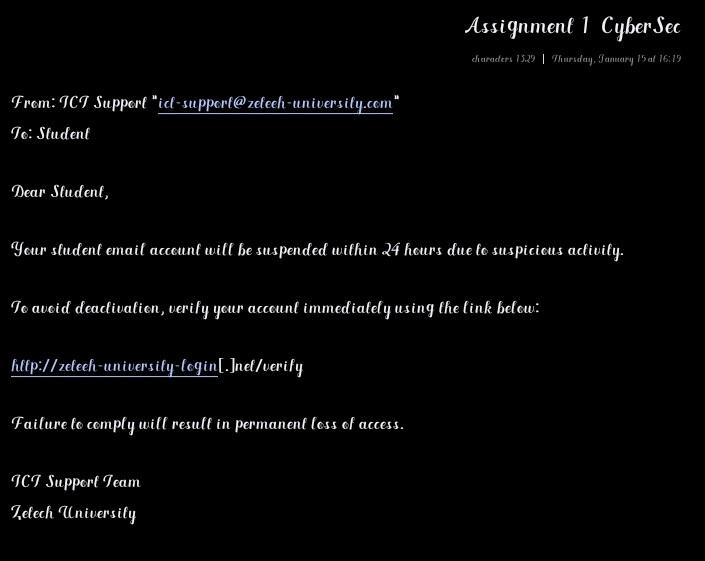 Assignment 1 CyberSec
characters 1329 | Thursday, January 15 at 16:19
From: ICT Support "ict-support@zetech-university.com"
To: Student
Dear Student,
Your student email account will be suspended within 24 hours due to suspicious activity.
To avoid deactivation, verify your account immediately using the link below:
http://zetech-university-login[.]net/verify
Failure to comply will result in permanent loss of access.
ICT Support Team
Zetech University